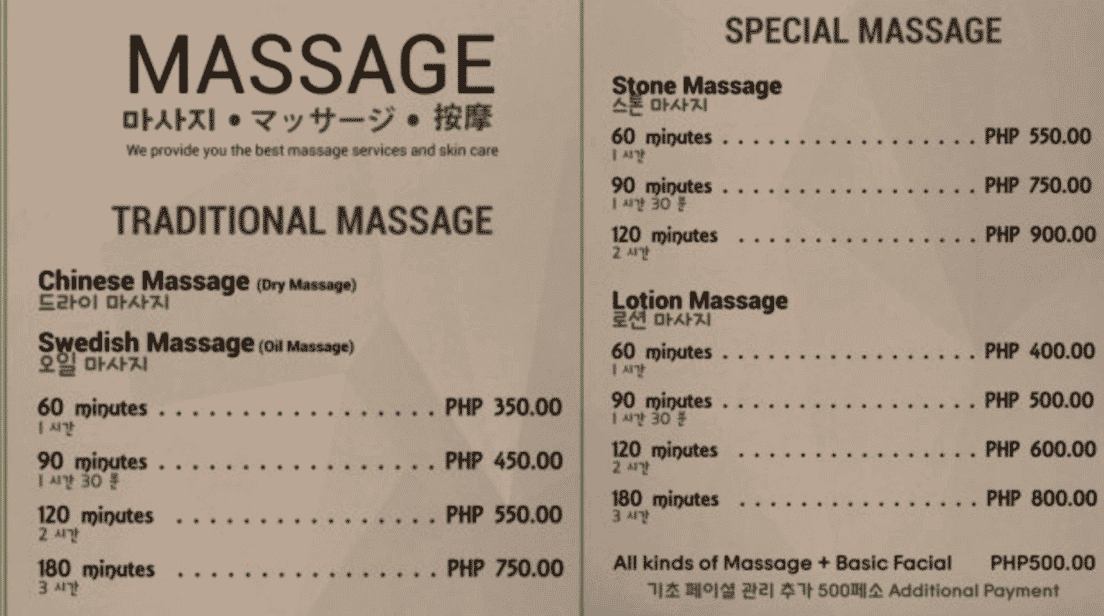 MASSAGE
마사지 • マッサージ • 按摩
We provide you the best massage services and skin care
TRADITIONAL MASSAGE
Chinese Massage (Dry Massage)
드라이 마사지
Swedish Massage (Oil Massage)
오일 마사지
60 minutes . . . . . . . . . . . . . . . . . PHP 350.00
1 시간
90 minutes . . . . . . . . . . . . . . . . . PHP 450.00
1 시간 30 분
120 minutes . . . . . . . . . . . . . . . . PHP 550.00
2 시간
180 minutes . . . . . . . . . . . . . . . . PHP 750.00
3 시간
SPECIAL MASSAGE
Stone Massage
스톤 마사지
60 minutes . . . . . . . . . . . . . . . . PHP 550.00
1 시간
90 minutes . . . . . . . . . . . . . . . . PHP 750.00
1 시간 30 분
120 minutes . . . . . . . . . . . . . . . PHP 900.00
2 시간
Lotion Massage
로션 마사지
60 minutes . . . . . . . . . . . . . . . . PHP 400.00
1 시간
90 minutes . . . . . . . . . . . . . . . . PHP 500.00
1 시간 30 분
120 minutes . . . . . . . . . . . . . . . PHP 600.00
2 시간
180 minutes . . . . . . . . . . . . . . . PHP 800.00
3 시간
All kinds of Massage + Basic Facial PHP500.00
기초 페이셜 관리 추가 500페소 Additional Payment